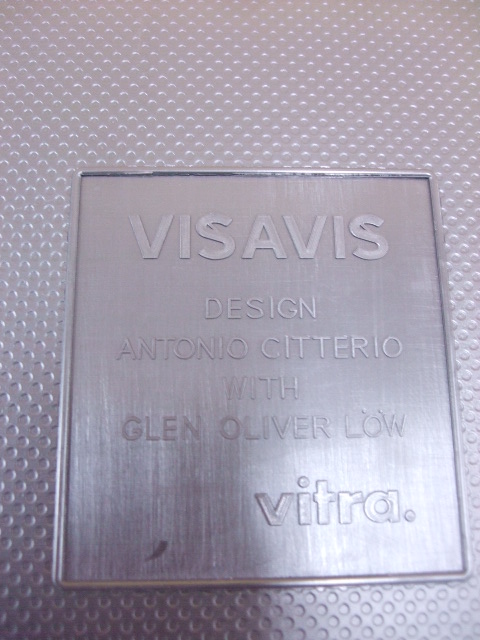 VISAVIS
DESIGN
ANTONIO CITTERIO
WITH
GLEN OLIVER LÖW
vitra.